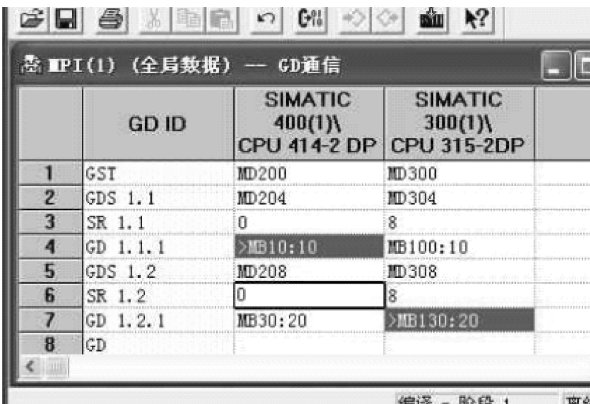 MPI(1) (全局数据) -- GD通信
GD ID
SIMATIC 400(1)\ CPU 414-2 DP
SIMATIC 300(1)\ CPU 315-2DP
1 GST MD200 MD300
2 GDS 1.1 MD204 MD304
3 SR 1.1 0 8
4 GD 1.1.1 >MB10:10 MB100:10
5 GDS 1.2 MD208 MD308
6 SR 1.2 0 8
7 GD 1.2.1 MB30:20 >MB130:20
8 GD